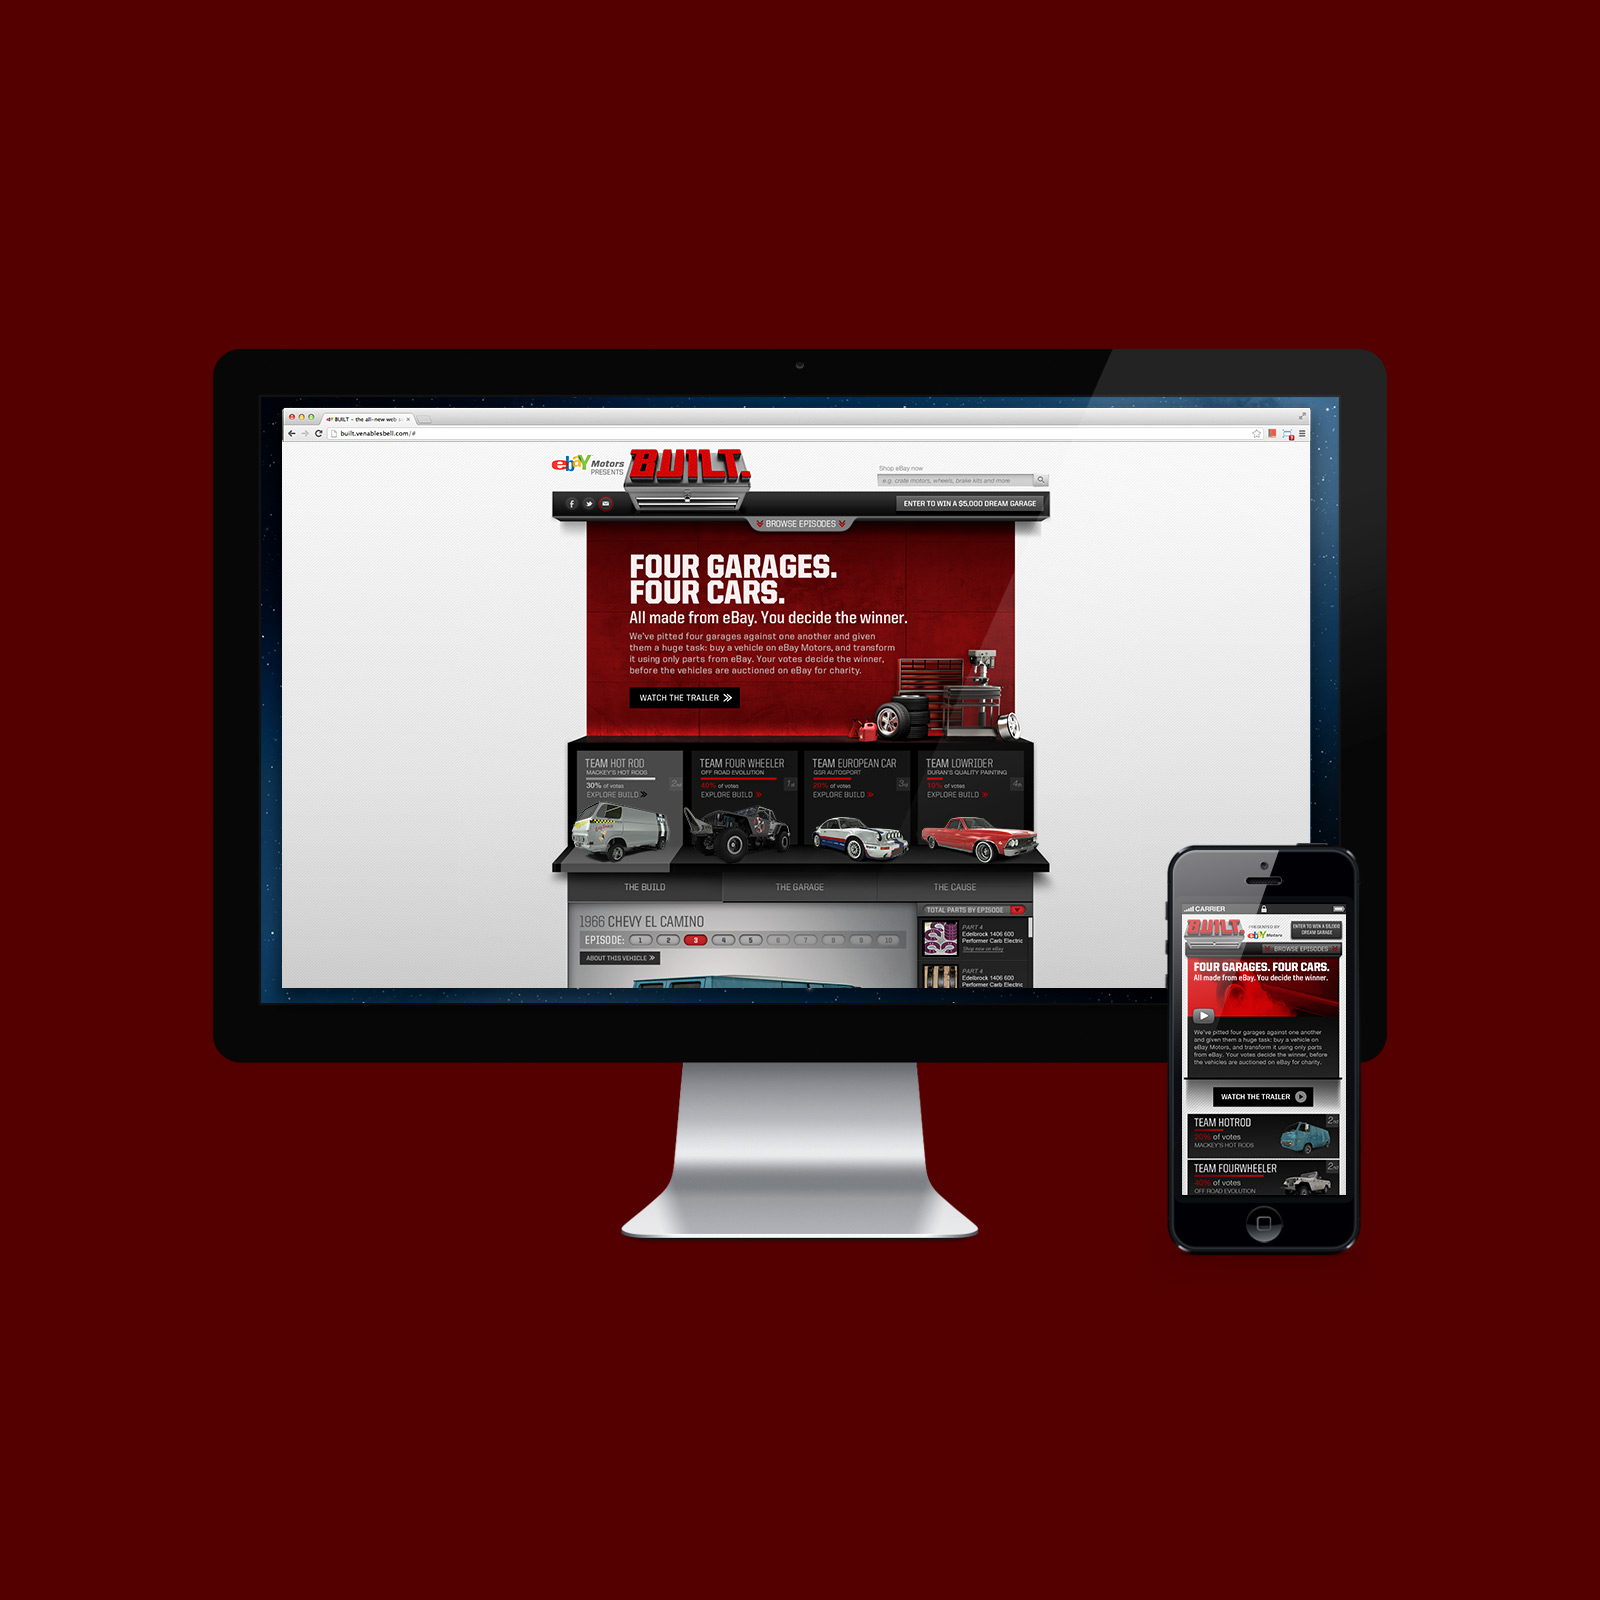 BUILT - the all-new web s
built.venablesbell.com/#
ebay Motors
PRESENTS
BUILT.
Shop eBay now
e.g. crate motors, wheels, brake kits and more
ENTER TO WIN A $5,000 DREAM GARAGE
BROWSE EPISODES
FOUR GARAGES.
FOUR CARS.
All made from eBay. You decide the winner.
We've pitted four garages against one another and given
them a huge task: buy a vehicle on eBay Motors, and transform
it using only parts from eBay. Your votes decide the winner,
before the vehicles are auctioned on eBay for charity.
WATCH THE TRAILER
TEAM HOT ROD
MACKEY'S HOT RODS
2nd
30% of votes
EXPLORE BUILD
TEAM FOUR WHEELER
OFF ROAD EVOLUTION
1st
40% of votes
EXPLORE BUILD
TEAM EUROPEAN CAR
GSR AUTOSPORT
3rd
20% of votes
EXPLORE BUILD
TEAM LOWRIDER
DURAN'S QUALITY PAINTING
4th
10% of votes
EXPLORE BUILD
THE BUILD
THE GARAGE
THE CAUSE
1966 CHEVY EL CAMINO
EPISODE: 1 2 3 4 5 6 7 8 9 10
ABOUT THIS VEHICLE
TOTAL PARTS BY EPISODE
PART 4
Edelbrock 1406 600
Performer Carb Electric
Shop now on eBay
PART 4
Edelbrock 1406 600
Performer Carb Electric
CARRIER
BUILT.
PRESENTED BY
ebay Motors
ENTER TO WIN A $5,000
DREAM GARAGE
BROWSE EPISODES
FOUR GARAGES. FOUR CARS.
All made from eBay. You decide the winner.
We've pitted four garages against one another
and given them a huge task: buy a vehicle on
eBay Motors, and transform it using only parts
from eBay. Your votes decide the winner, before
the vehicles are auctioned on eBay for charity.
WATCH THE TRAILER
TEAM HOTROD
2nd
20% of votes
MACKEY'S HOT RODS
TEAM FOURWHEELER
2nd
40% of votes
OFF ROAD EVOLUTION